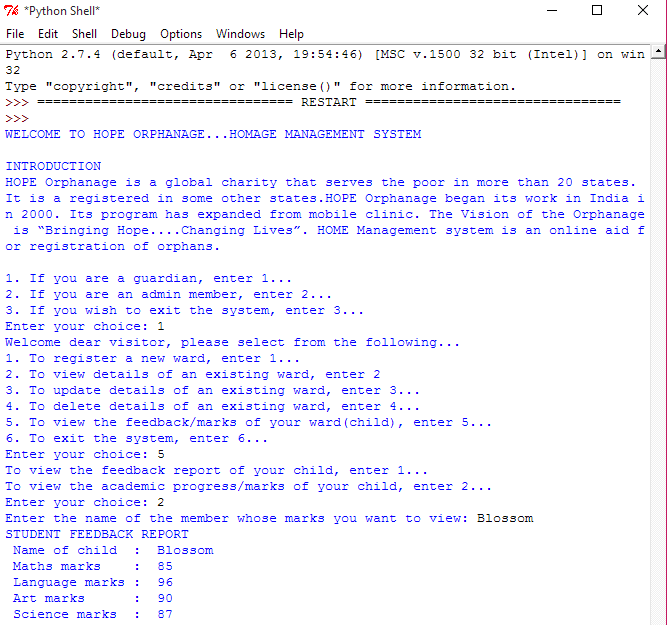 *Python Shell*
File Edit Shell Debug Options Windows Help
Python 2.7.4 (default, Apr  6 2013, 19:54:46) [MSC v.1500 32 bit (Intel)] on win
32
Type "copyright", "credits" or "license()" for more information.
>>> ================================ RESTART ================================
>>>
WELCOME TO HOPE ORPHANAGE...HOMAGE MANAGEMENT SYSTEM
INTRODUCTION
HOPE Orphanage is a global charity that serves the poor in more than 20 states.
It is a registered in some other states.HOPE Orphanage began its work in India i
n 2000. Its program has expanded from mobile clinic. The Vision of the Orphanage
 is “Bringing Hope....Changing Lives”. HOME Management system is an online aid f
or registration of orphans.
1. If you are a guardian, enter 1...
2. If you are an admin member, enter 2...
3. If you wish to exit the system, enter 3...
Enter your choice: 1
Welcome dear visitor, please select from the following...
1. To register a new ward, enter 1...
2. To view details of an existing ward, enter 2
3. To update details of an existing ward, enter 3...
4. To delete details of an existing ward, enter 4...
5. To view the feedback/marks of your ward(child), enter 5...
6. To exit the system, enter 6...
Enter your choice: 5
To view the feedback report of your child, enter 1...
To view the academic progress/marks of your child, enter 2...
Enter your choice: 2
Enter the name of the member whose marks you want to view: Blossom
STUDENT FEEDBACK REPORT
 Name of child  :  Blossom
 Maths marks    :  85
 Language marks :  96
 Art marks      :  90
 Science marks  :  87